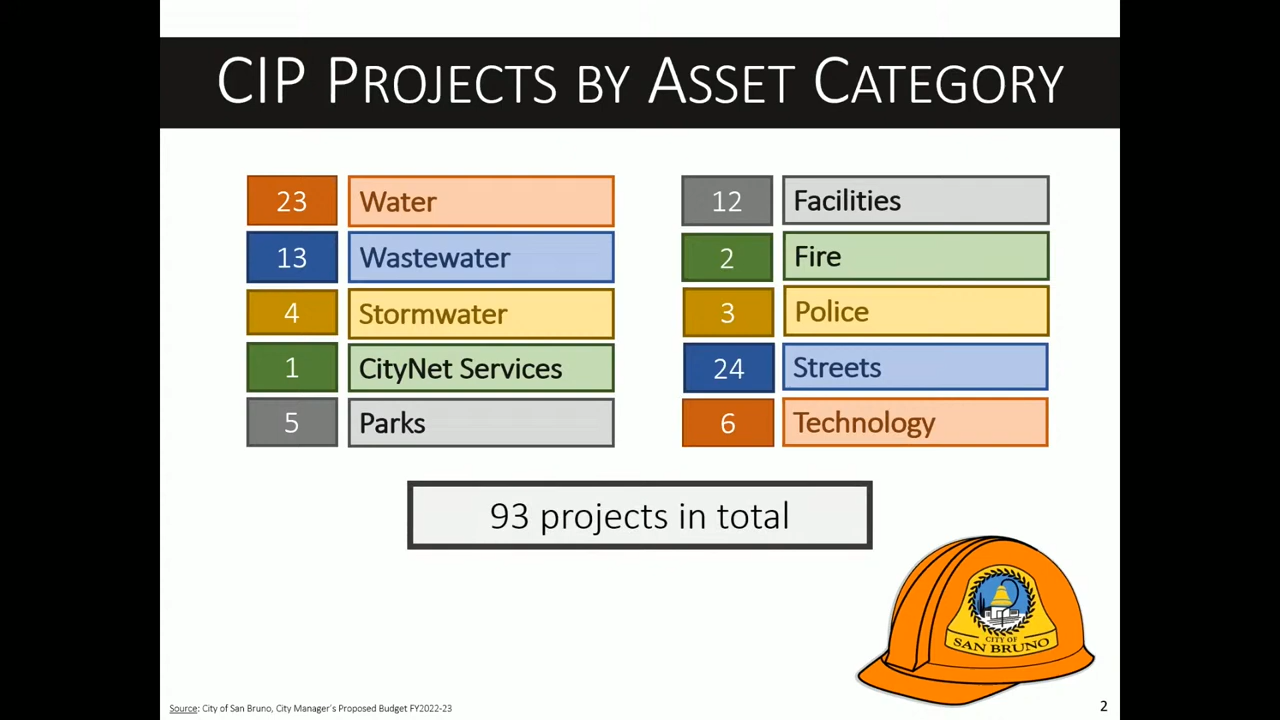 CIP PROJECTS BY ASSET CATEGORY
23 Water
13 Wastewater
4 Stormwater
1 CityNet Services
5 Parks
12 Facilities
2 Fire
3 Police
24 Streets
6 Technology
93 projects in total
CITY OF
SAN BRUNO
Source: City of San Bruno, City Manager's Proposed Budget FY2022-23
2